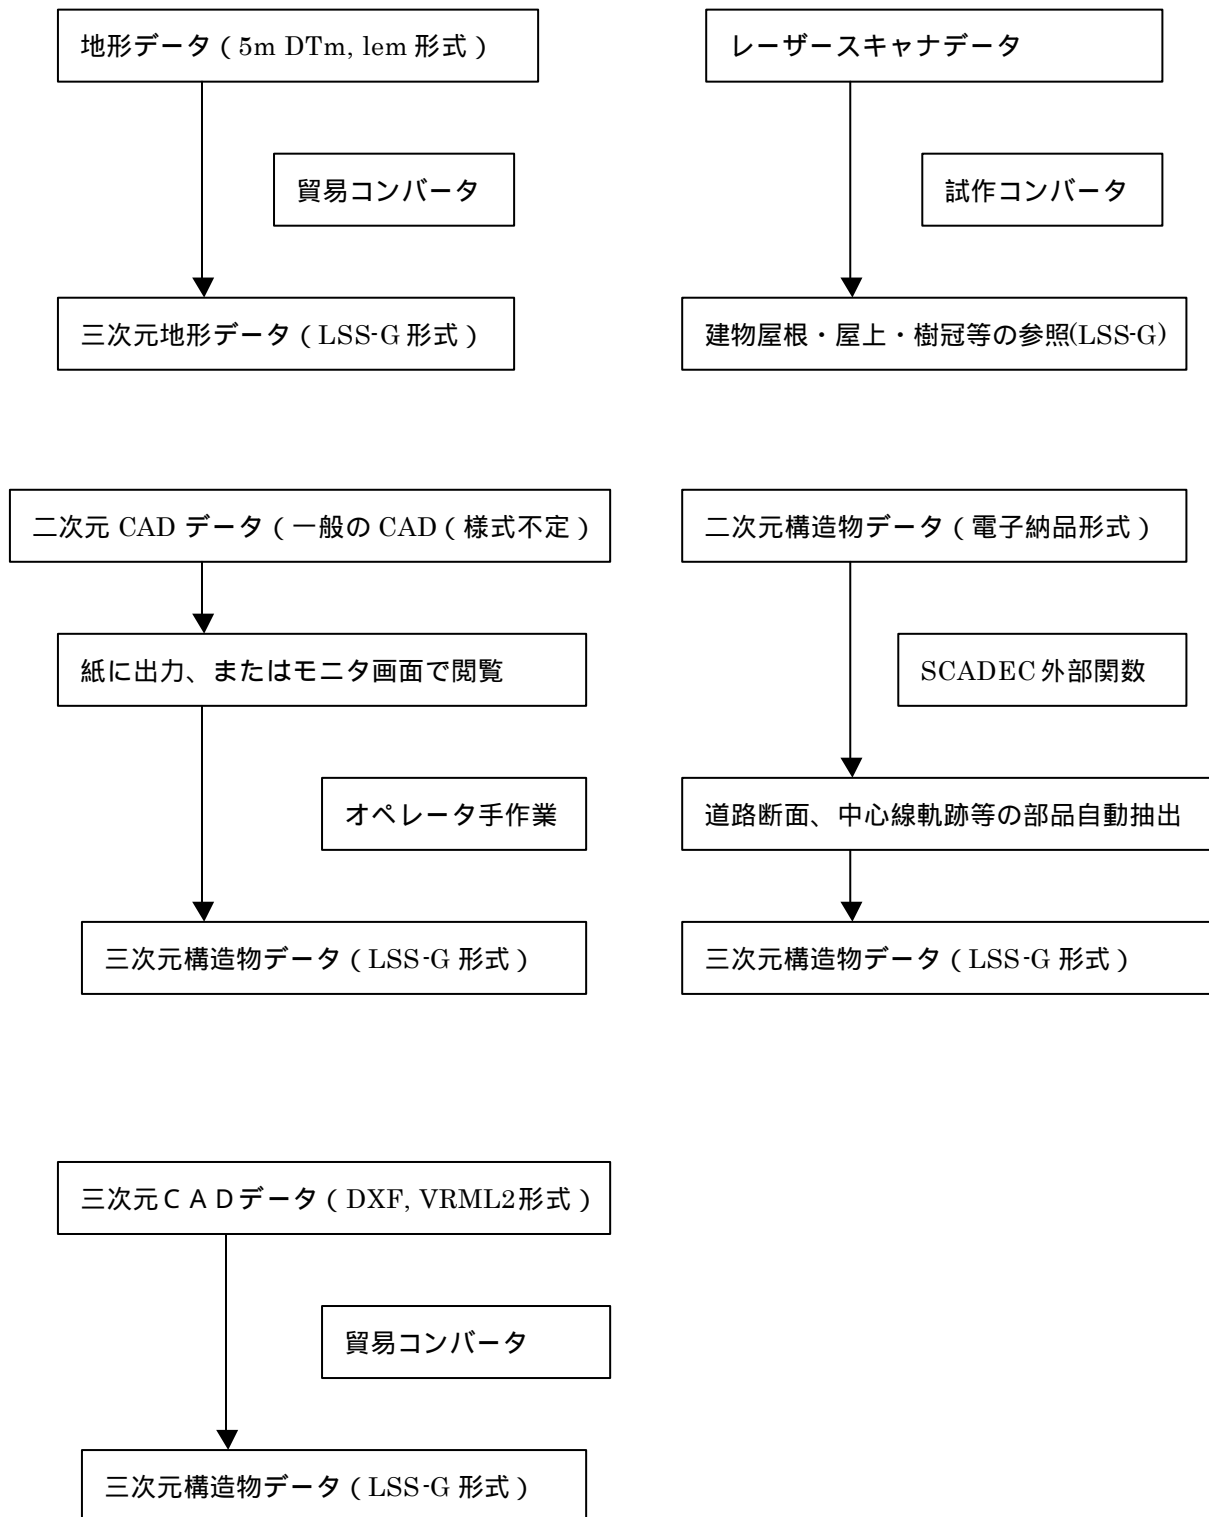 地形データ（5m DTm, lem 形式）
貿易コンバータ
三次元地形データ（LSS-G 形式）
レーザースキャナデータ
試作コンバータ
建物屋根・屋上・樹冠等の参照(LSS-G)
二次元 CAD データ（一般の CAD（様式不定）
紙に出力、またはモニタ画面で閲覧
オペレータ手作業
三次元構造物データ（LSS-G 形式）
二次元構造物データ（電子納品形式）
SCADEC 外部関数
道路断面、中心線軌跡等の部品自動抽出
三次元構造物データ（LSS-G 形式）
三次元ＣＡＤデータ（DXF, VRML2形式）
貿易コンバータ
三次元構造物データ（LSS-G 形式）